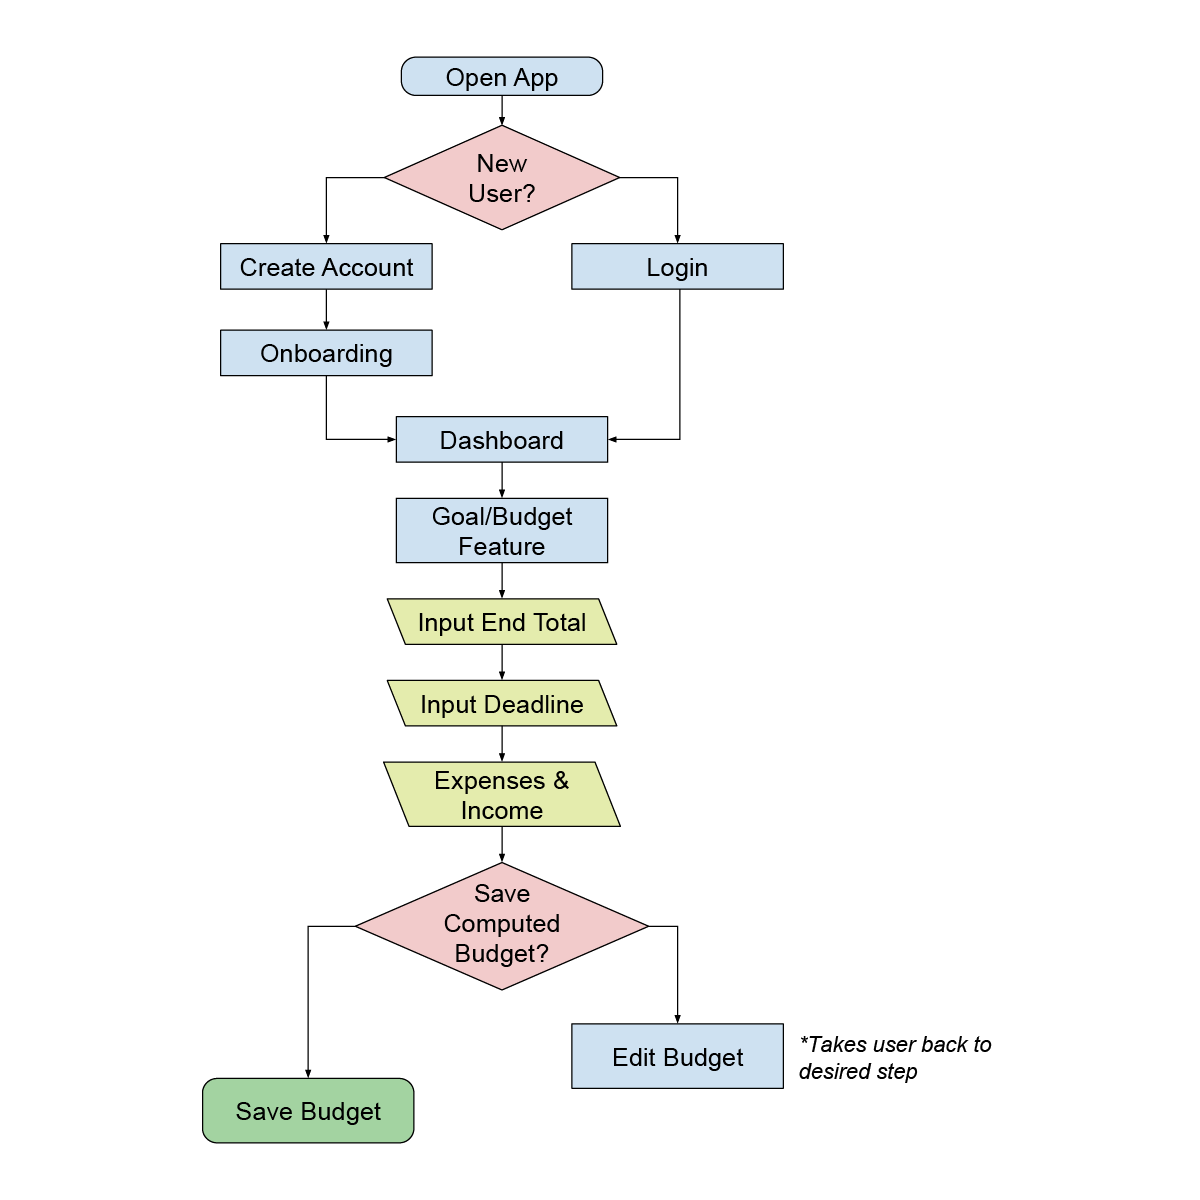 Open App
New
User?
Create Account
Login
Onboarding
Dashboard
Goal/Budget
Feature
Input End Total
Input Deadline
Expenses &
Income
Save
Computed
Budget?
Edit Budget
*Takes user back to
desired step
Save Budget